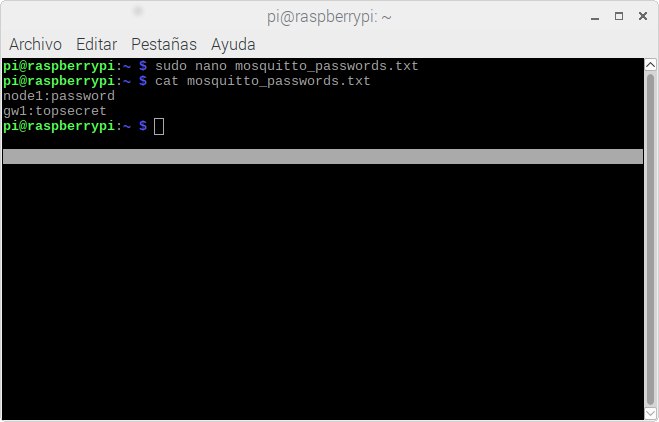 pi@raspberrypi: ~
Archivo Editar Pestañas Ayuda
pi@raspberrypi:~ $ sudo nano mosquitto_passwords.txt
pi@raspberrypi:~ $ cat mosquitto_passwords.txt
node1:password
gw1:topsecret
pi@raspberrypi:~ $